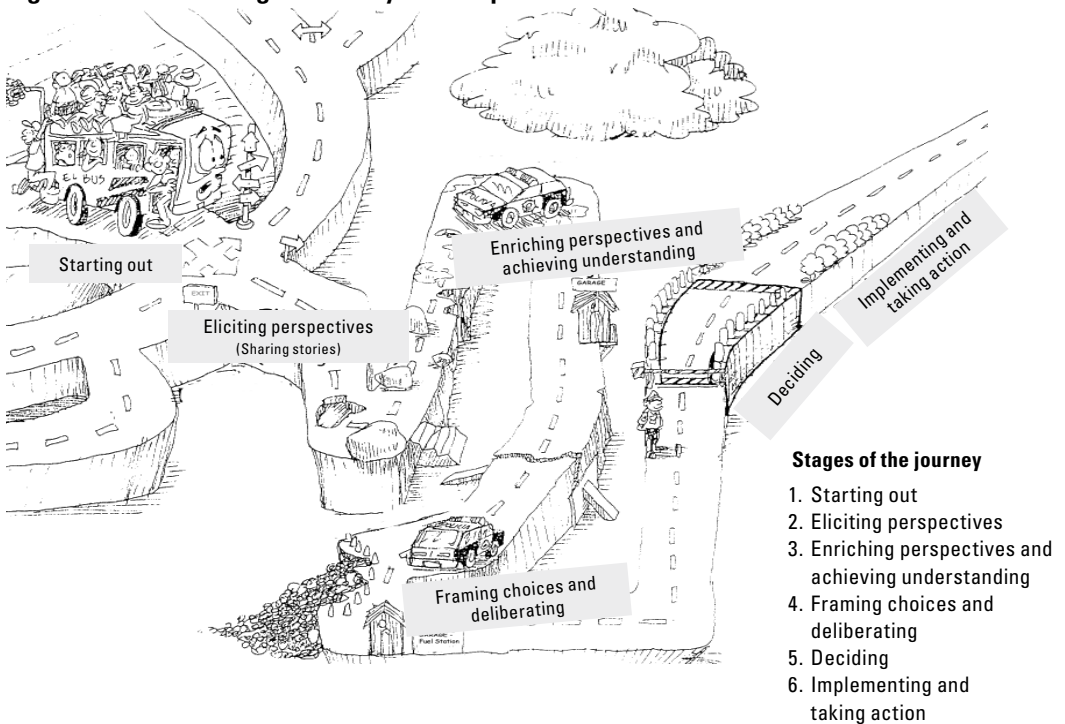 EL BUS
Starting out
EXIT
Eliciting perspectives
(Sharing stories)
Enriching perspectives and
achieving understanding
GARAGE
Implementing and
taking action
Deciding
Framing choices and
deliberating
GARAGE -
Fuel Station
Stages of the journey
1. Starting out
2. Eliciting perspectives
3. Enriching perspectives and
achieving understanding
4. Framing choices and
deliberating
5. Deciding
6. Implementing and
taking action